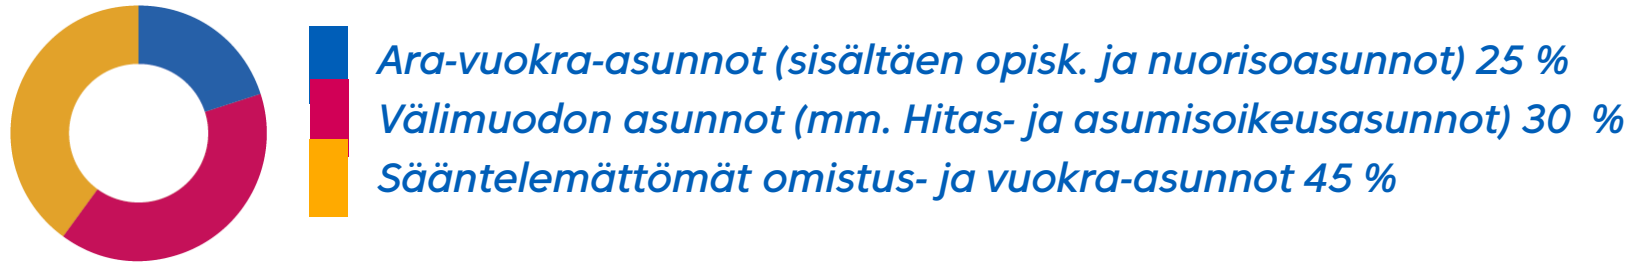 Ara-vuokra-asunnot (sisältäen opisk. ja nuorisoasunnot) 25 %
Välimuodon asunnot (mm. Hitas- ja asumisoikeusasunnot) 30 %
Sääntelemättömät omistus- ja vuokra-asunnot 45 %